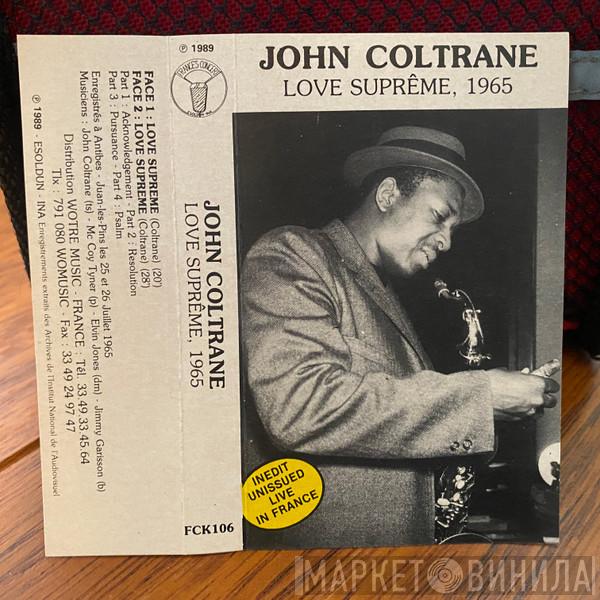 ℗ 1989
JOHN COLTRANE
LOVE SUPRÊME, 1965
FRANCE'S CONCERT
FACE 1 : LOVE SUPREME (Coltrane) (20')
FACE 2 : LOVE SUPREME (Coltrane) (28')
Part 1 : Acknowledgement - Part 2 : Resolution
Part 3 : Pursuance - Part 4 : Psalm
Enregistrés à Antibes - Juan-les-Pins les 25 et 26 Juillet 1965
Musiciens : John Coltrane (ts) - Mc Coy Tyner (p) - Elvin Jones (dm) - Jimmy Garisson (b)
Distribution WOTRE MUSIC - FRANCE : Tél. 33.49.33.45.64
Tlx : 791 080 WOMUSIC - Fax : 33 49 24 97 47
℗ 1989 - ESOLDUN - INA Enregistrements extraits des Archives de l'Institut National de l'Audiovisuel
JOHN COLTRANE
LOVE SUPRÊME, 1965
FCK106
INEDIT
UNISSUED
LIVE
IN FRANCE
МАРКЕТ ВИНИЛА